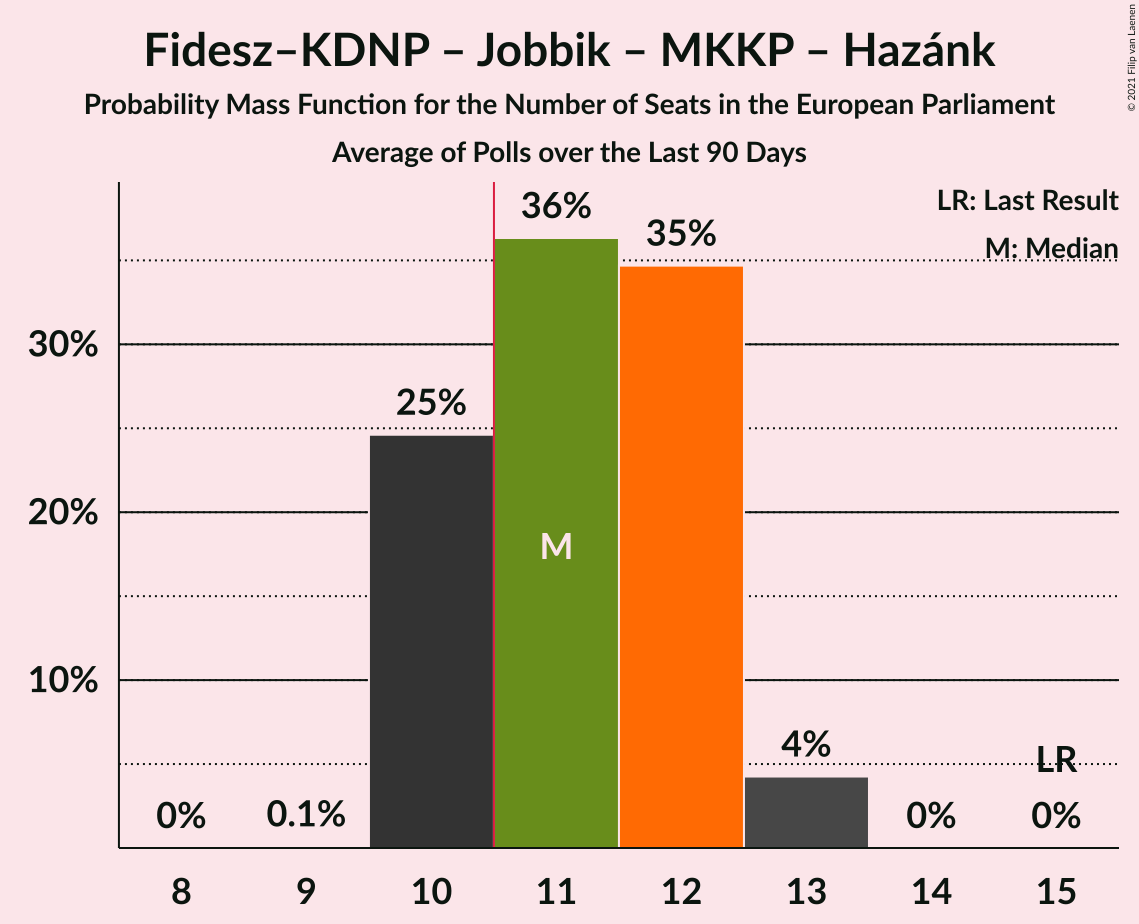 Fidesz–KDNP – Jobbik – MKKP – Hazánk
Probability Mass Function for the Number of Seats in the European Parliament
Average of Polls over the Last 90 Days
© 2021 Filip van Laenen
LR: Last Result
M: Median
36%
35%
30%
25%
20%
M
10%
4%
LR
0%
0.1%
0%
0%
8
9
10
11
12
13
14
15